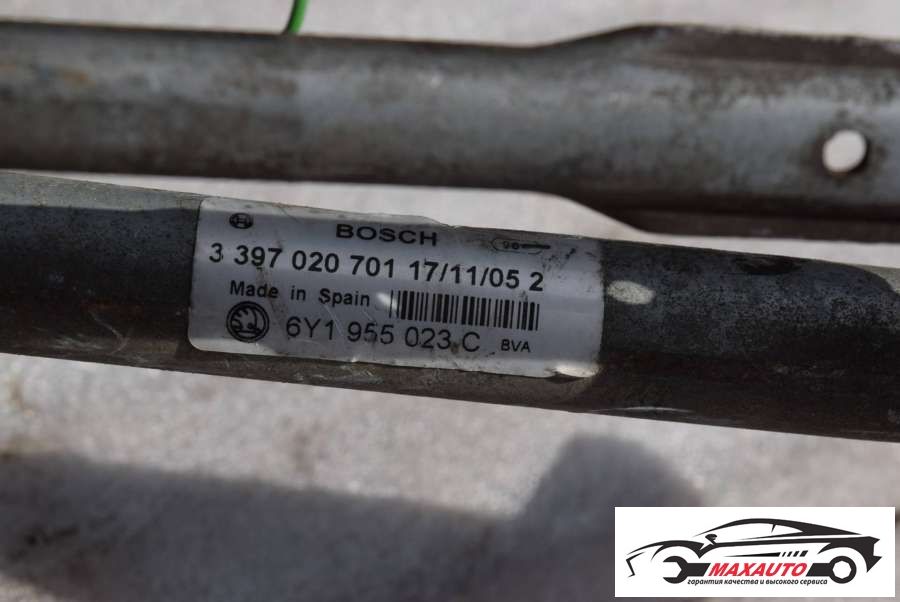 BOSCH
3 397 020 701 17/11/05 2
Made in Spain
6Y1 955 023 C BVA
MAXAUTO
гарантия качества и высокого сервиса